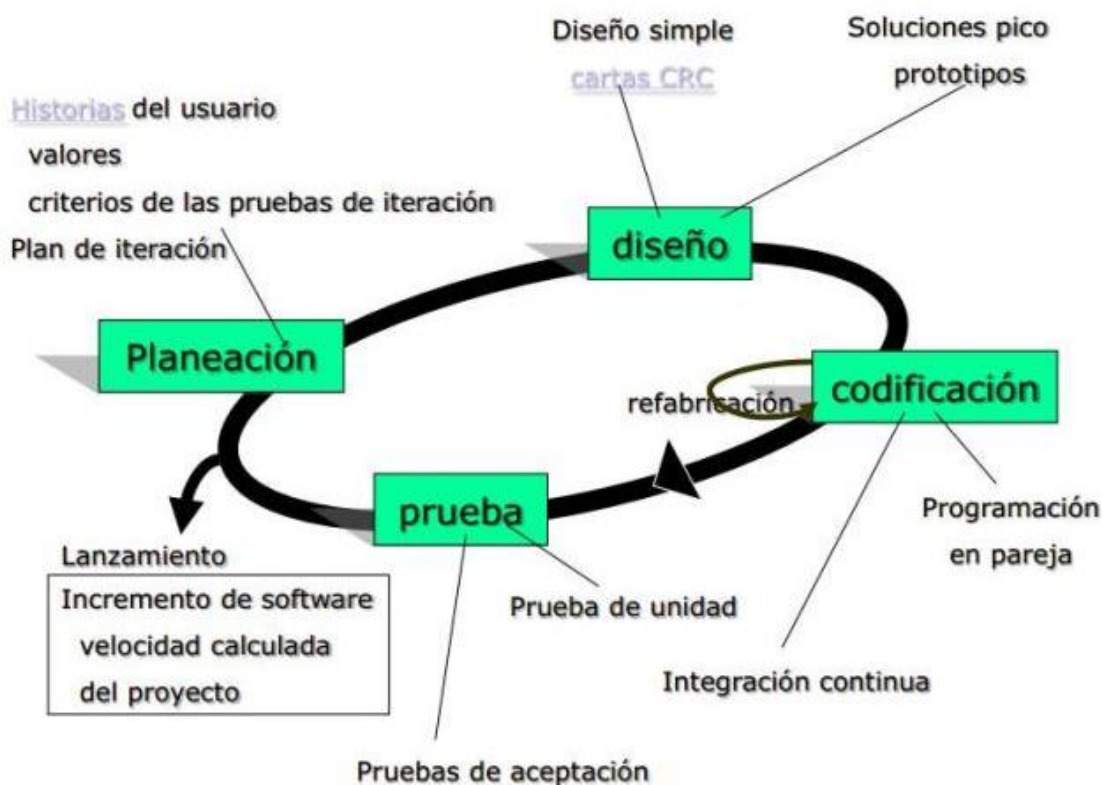 Diseño simple
cartas CRC
Soluciones pico
prototipos
Historias del usuario
valores
criterios de las pruebas de iteración
Plan de iteración
diseño
Planeación
codificación
refabricación
prueba
Programación
en pareja
Lanzamiento
Incremento de software
velocidad calculada
del proyecto
Prueba de unidad
Integración continua
Pruebas de aceptación